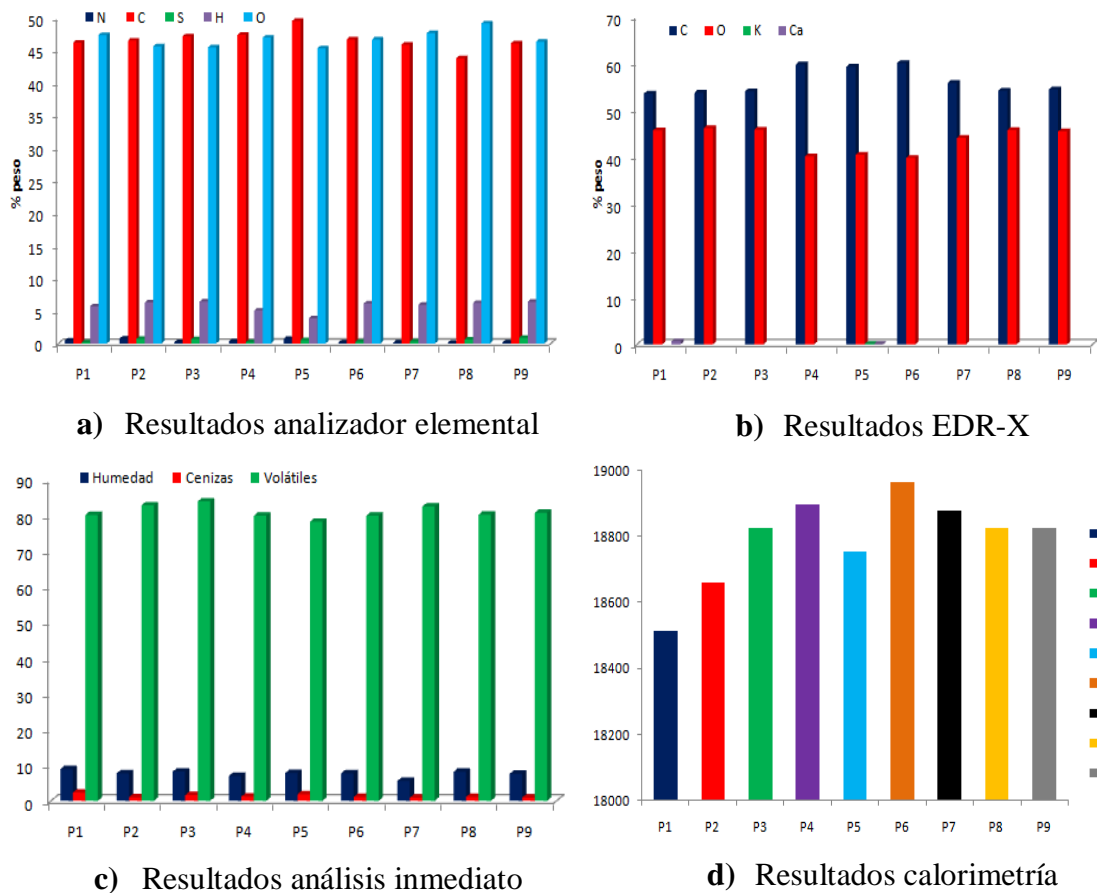 N C S H O
50
45
40
35
30
25
20
15
10
5
0
% peso
P1 P2 P3 P4 P5 P6 P7 P8 P9
a) Resultados analizador elemental
70
C O K Ca
60
50
40
30
20
10
0
% peso
P1 P2 P3 P4 P5 P6 P7 P8 P9
b) Resultados EDR-X
Humedad Cenizas Volátiles
90
80
70
60
50
40
30
20
10
0
P1 P2 P3 P4 P5 P6 P7 P8 P9
c) Resultados análisis inmediato
19000
18800
18600
18400
18200
18000
P1 P2 P3 P4 P5 P6 P7 P8 P9
d) Resultados calorimetría